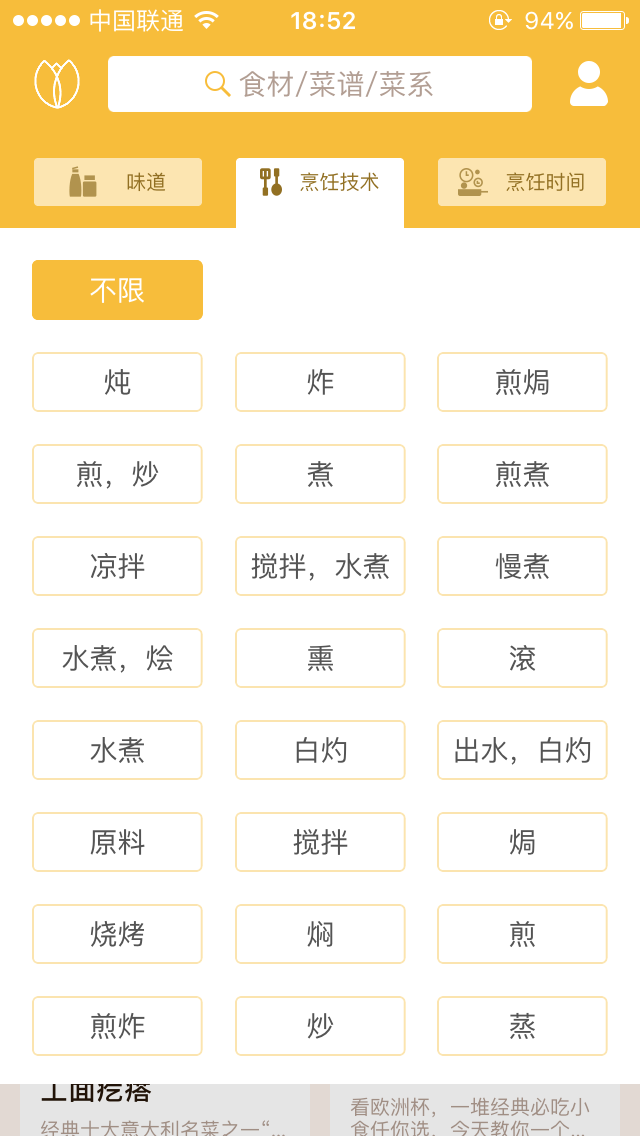 中国联通 18:52 94%
食材/菜谱/菜系
味道 烹饪技术 烹饪时间
不限
炖 炸 煎焗
煎，炒 煮 煎煮
凉拌 搅拌，水煮 慢煮
水煮，烩 熏 滚
水煮 白灼 出水，白灼
原料 搅拌 焗
烧烤 焖 煎
煎炸 炒 蒸
工面疙瘩
看欧洲杯，一堆经典必吃小
经典十大意大利名菜之一“...
食任你选，今天教你一个...